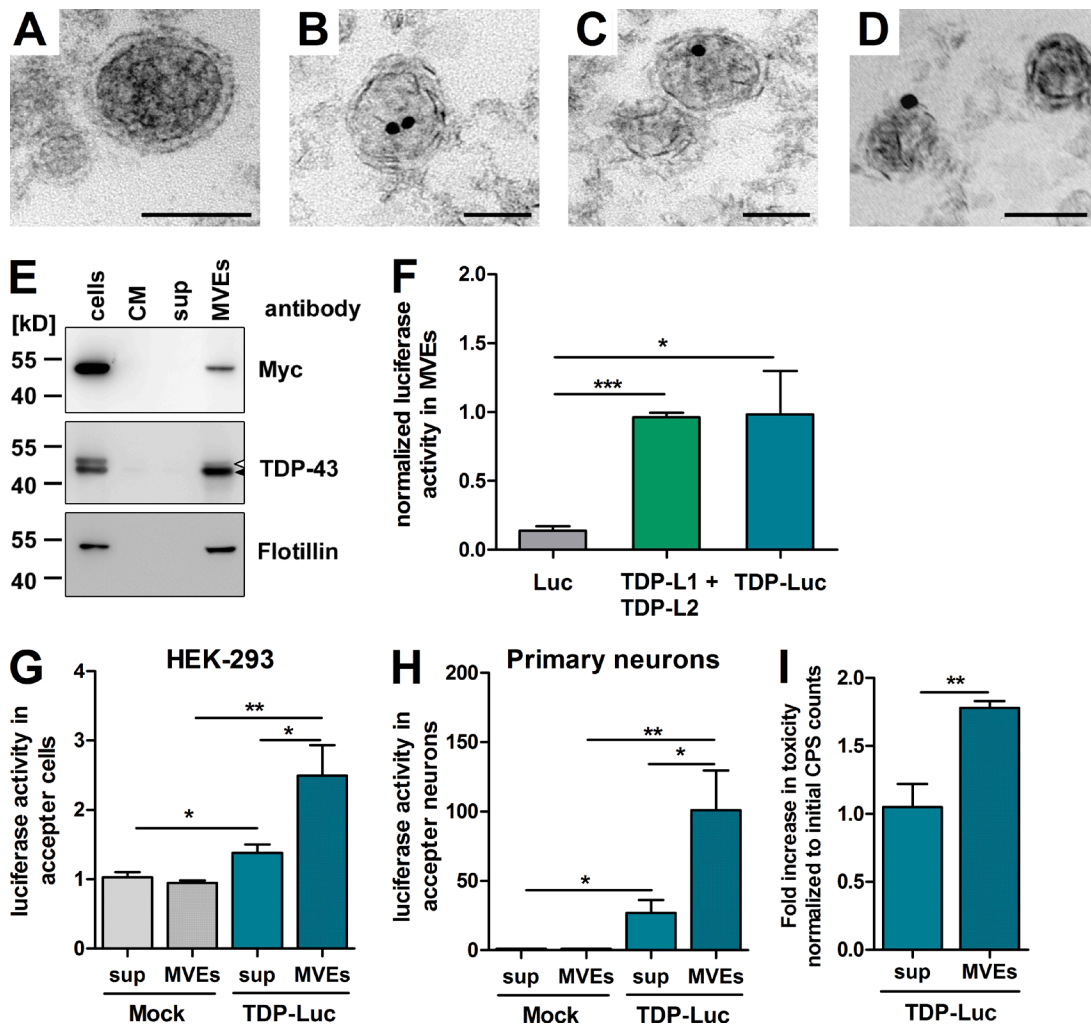 A
B
C
D
E
cells
CM
sup
MVEs
antibody
[kD]
55
40
Myc
55
40
TDP-43
55
40
Flotillin
F
normalized luciferase
activity in MVEs
2.0
1.5
1.0
0.5
0.0
*
***
Luc
TDP-L1 +
TDP-L2
TDP-Luc
G
HEK-293
luciferase activity in
accepter cells
4
3
2
1
0
**
*
*
sup
MVEs
sup
MVEs
Mock
TDP-Luc
H
Primary neurons
luciferase activity in
accepter neurons
200
150
100
50
0
**
*
*
sup
MVEs
sup
MVEs
Mock
TDP-Luc
I
Fold increase in toxicity
normalized to initial CPS counts
2.0
1.5
1.0
0.5
0.0
**
sup
MVEs
TDP-Luc